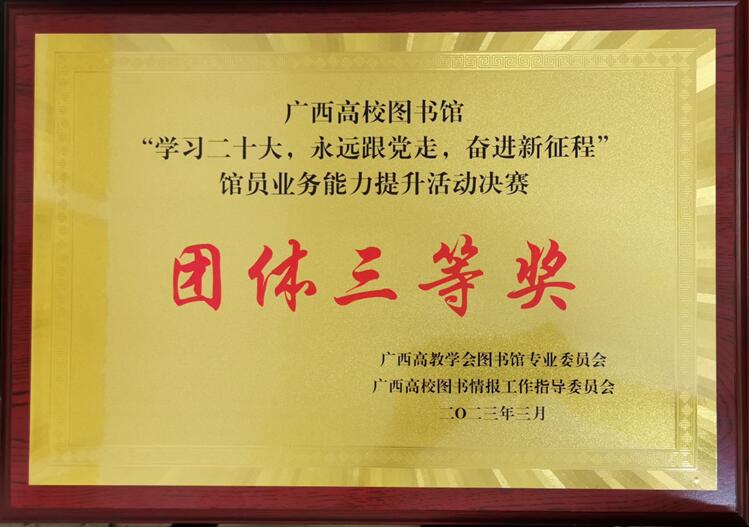 广西高校图书馆
“学习二十大，永远跟党走，奋进新征程”
馆员业务能力提升活动决赛
团体三等奖
广西高教学会图书馆专业委员会
广西高校图书情报工作指导委员会
二〇二三年三月